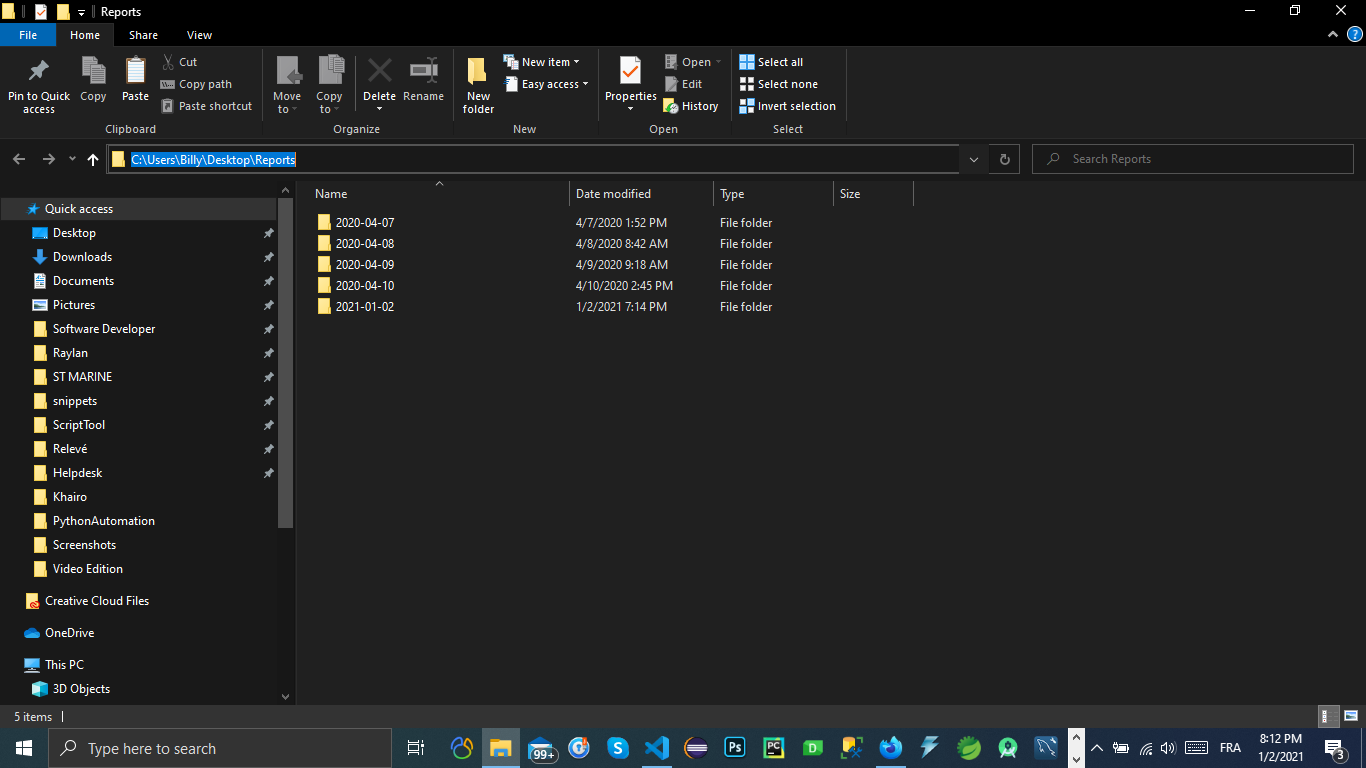 Reports
File Home Share View
Cut
New item
Open
Select all
Copy path
Easy access
Edit
Select none
Pin to Quick access
Copy
Paste
Paste shortcut
Move to
Copy to
Delete
Rename
New folder
Properties
History
Invert selection
Clipboard Organize New Open Select
C:\Users\Billy\Desktop\Reports
Search Reports
Name Date modified Type Size
2020-04-07 4/7/2020 1:52 PM File folder
2020-04-08 4/8/2020 8:42 AM File folder
2020-04-09 4/9/2020 9:18 AM File folder
2020-04-10 4/10/2020 2:45 PM File folder
2021-01-02 1/2/2021 7:14 PM File folder
Quick access
Desktop
Downloads
Documents
Pictures
Software Developer
Raylan
ST MARINE
snippets
ScriptTool
Relevé
Helpdesk
Khairo
PythonAutomation
Screenshots
Video Edition
Creative Cloud Files
OneDrive
This PC
3D Objects
5 items
Type here to search
99+
S
Ps
PC
D
FRA
8:12 PM
1/2/2021
3